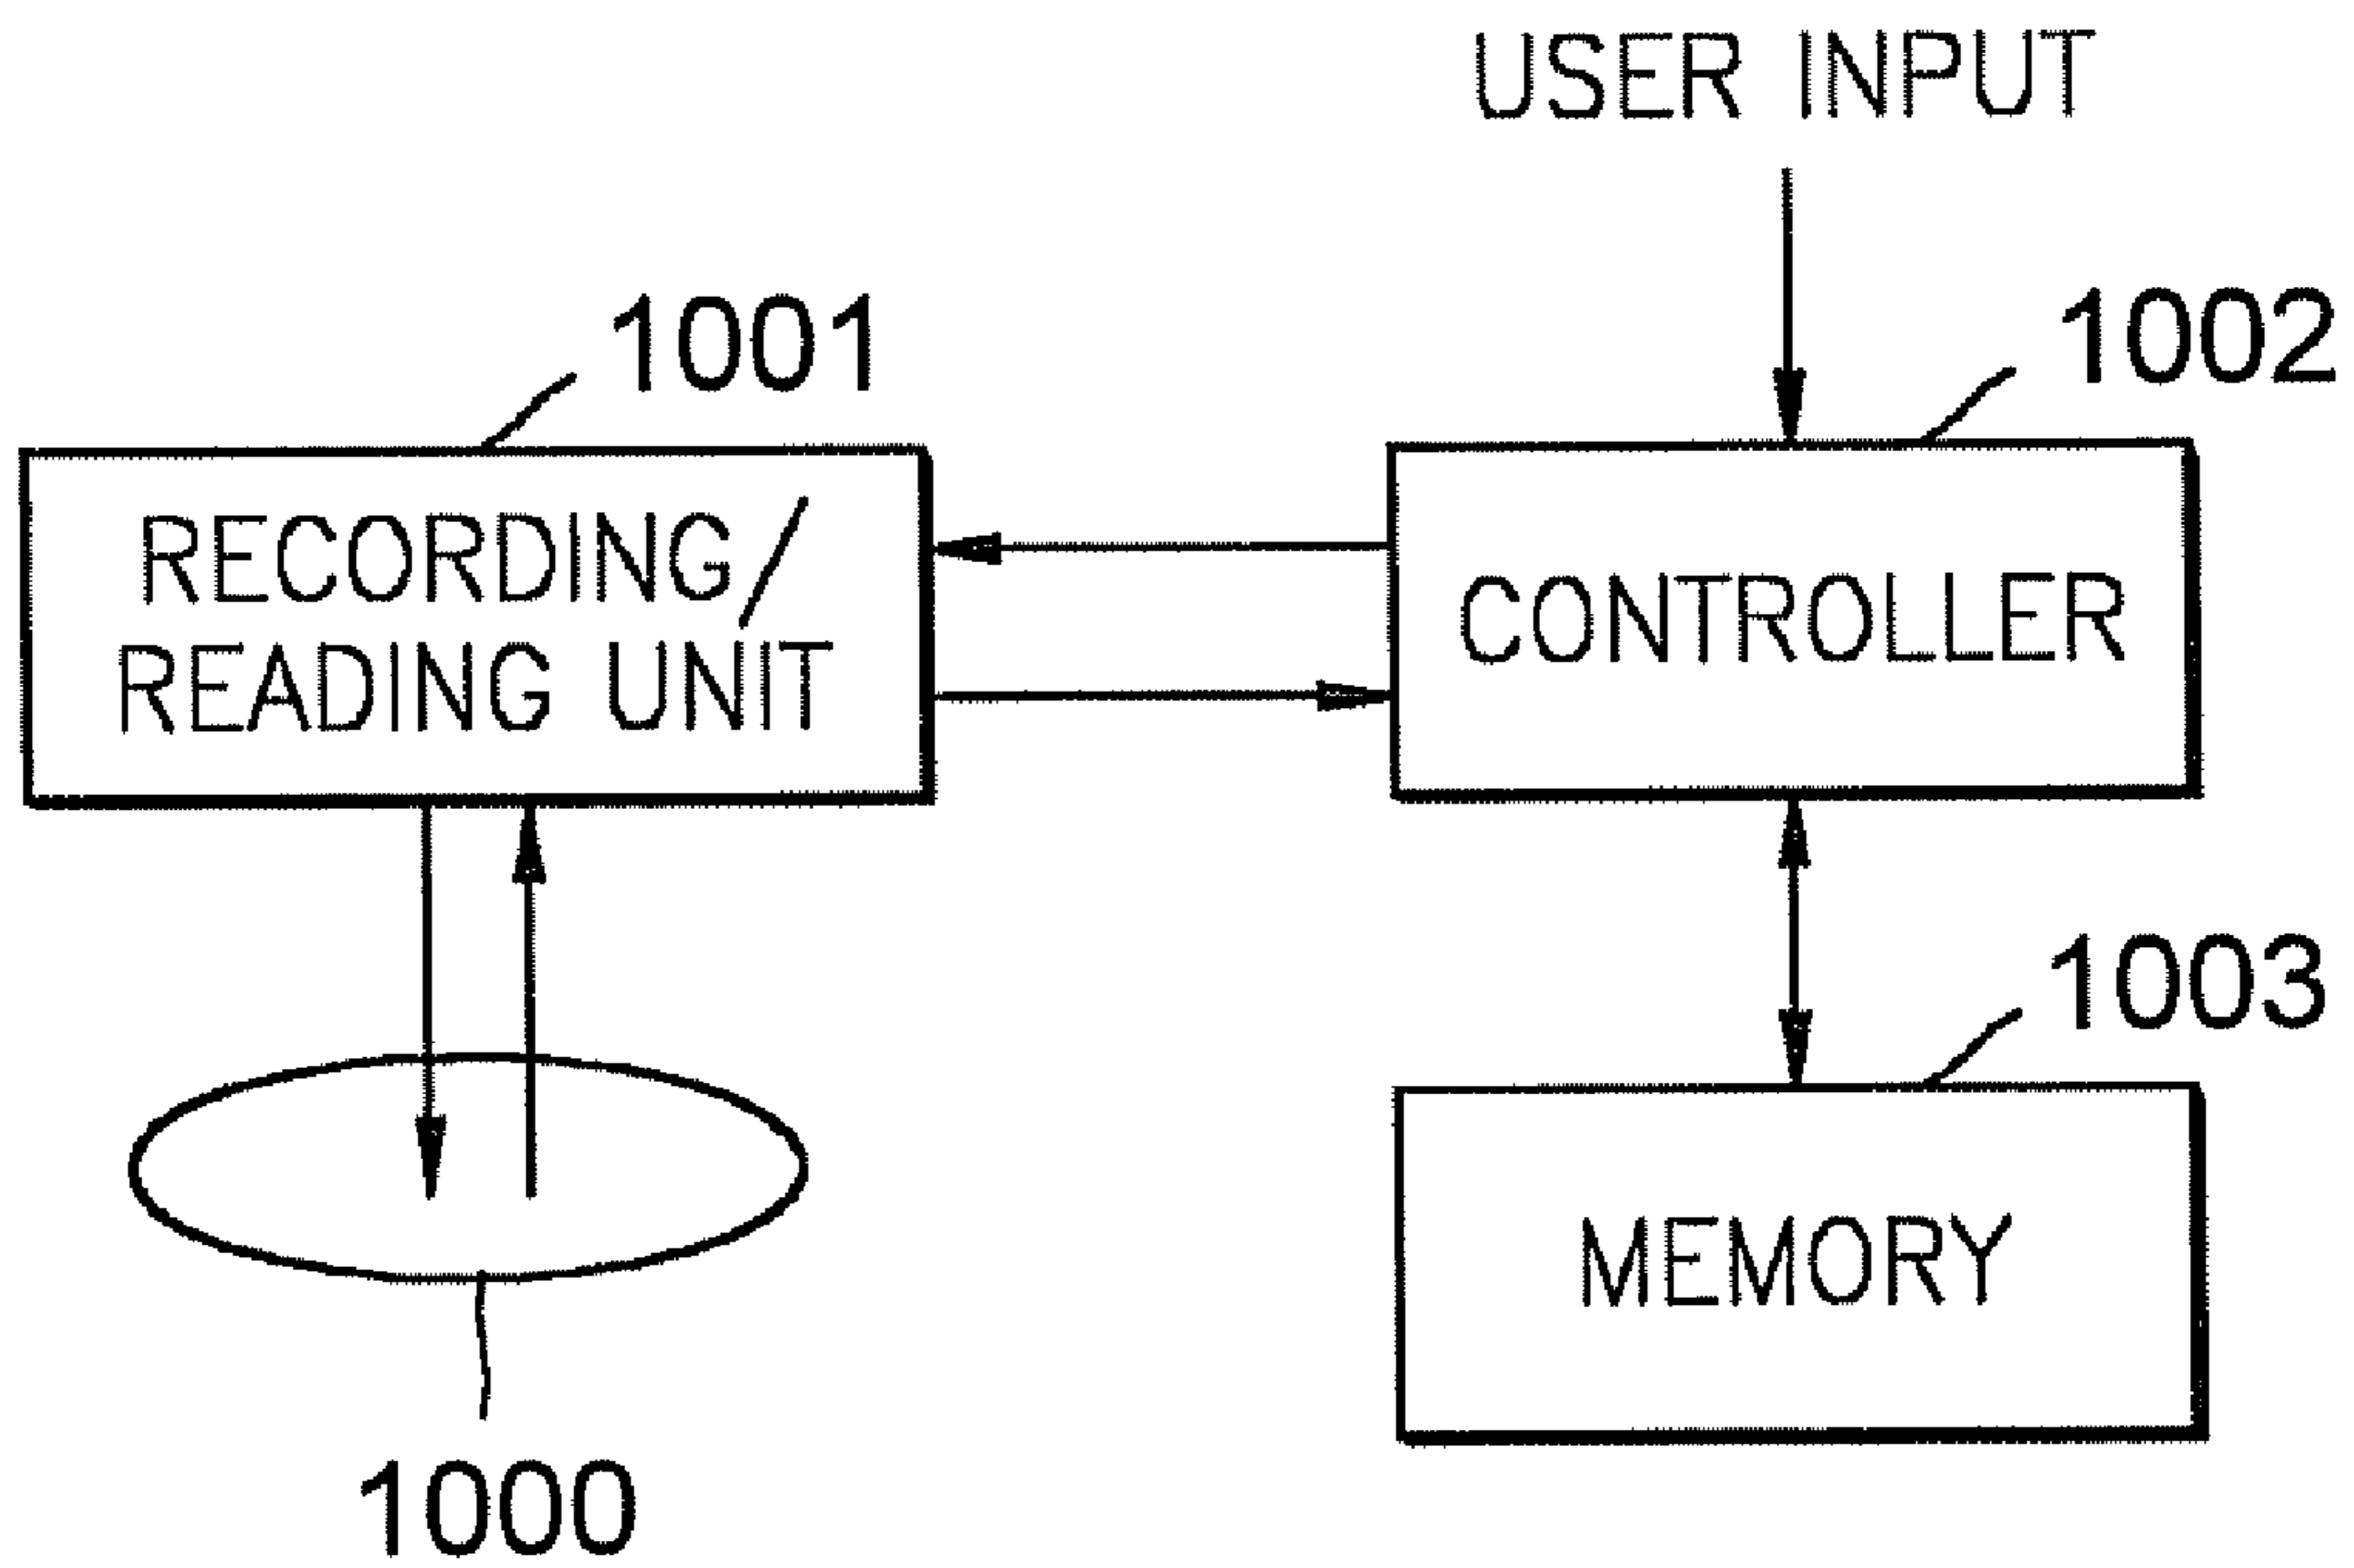 USER INPUT
1001
1002
RECORDING/
READING UNIT
CONTROLLER
1003
MEMORY
1000